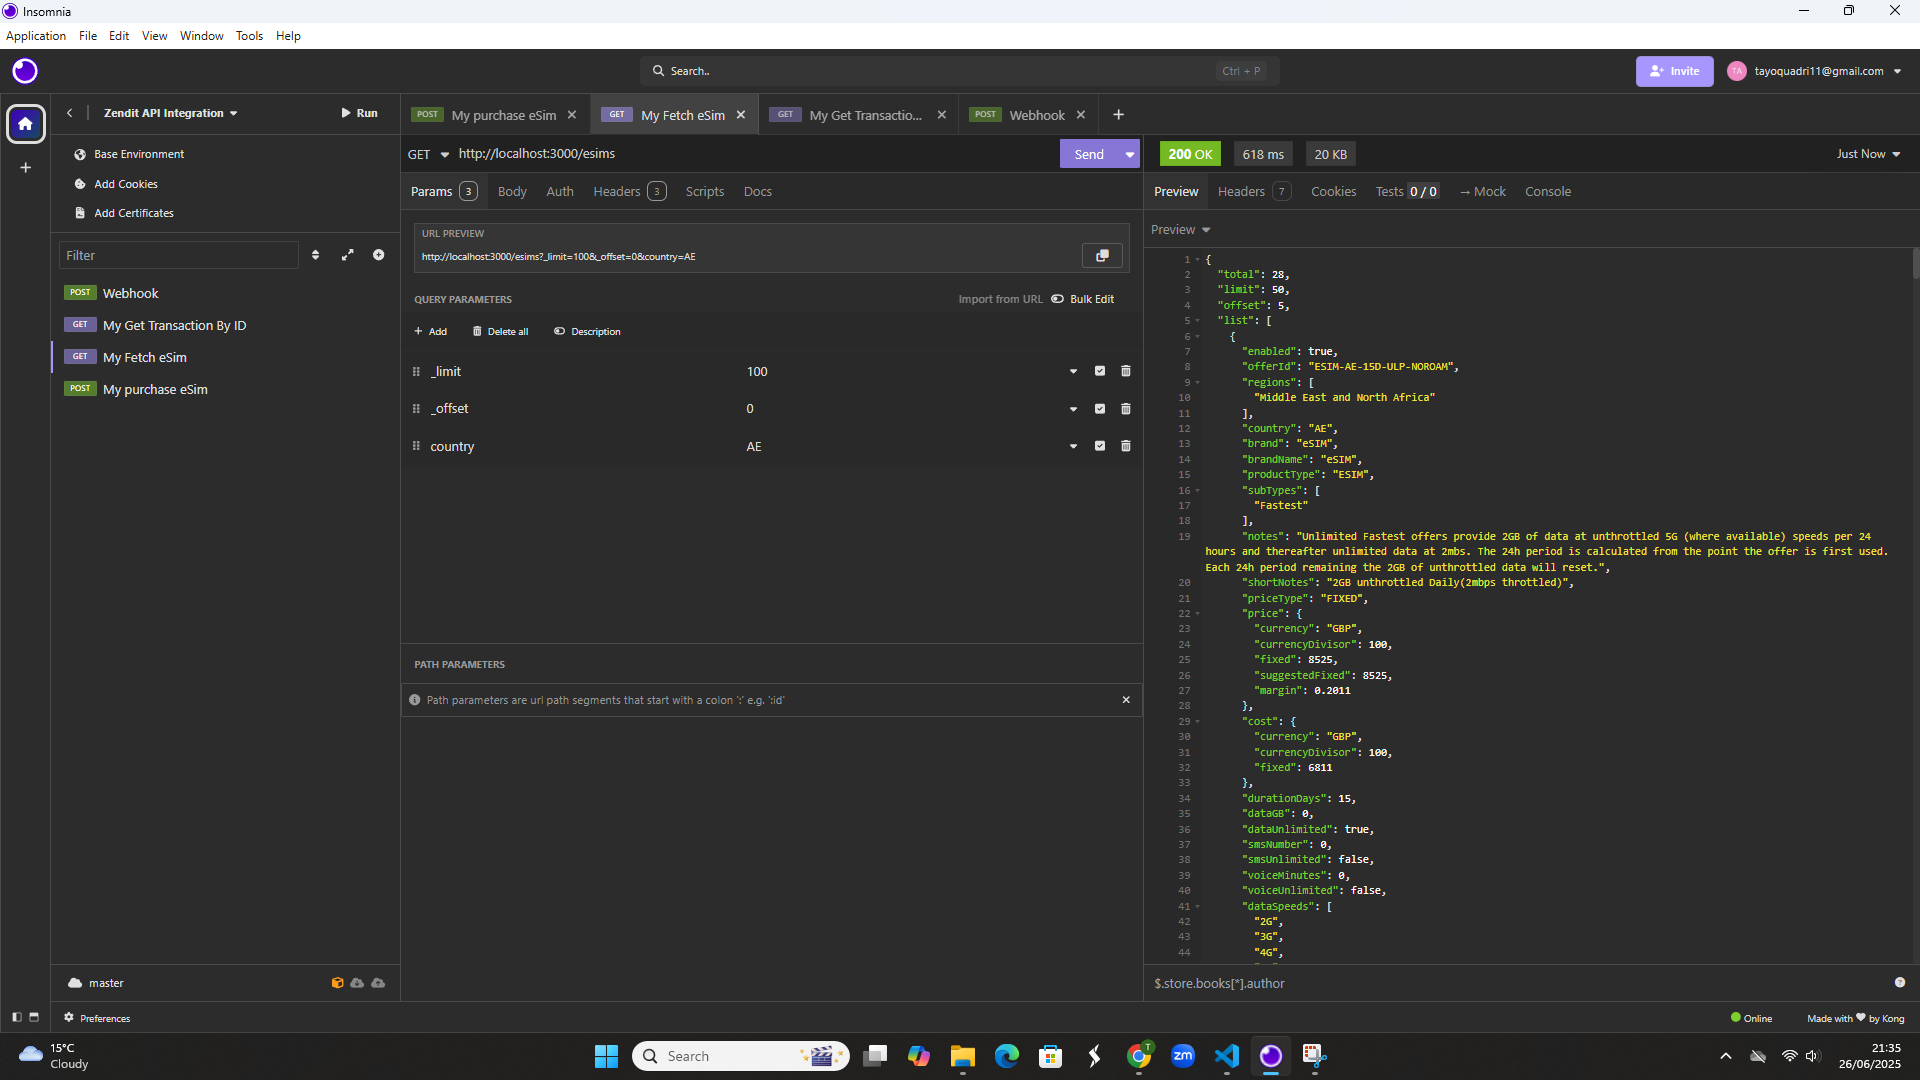 Insomnia
Application File Edit View Window Tools Help
Search.. Ctrl + P
Invite
TA tayoquadri11@gmail.com
Zendit API Integration Run
Base Environment
Add Cookies
Add Certificates
Filter
POST Webhook
GET My Get Transaction By ID
GET My Fetch eSim
POST My purchase eSim
master
Preferences
POST My purchase eSim
GET My Fetch eSim
GET My Get Transactio...
POST Webhook
GET http://localhost:3000/esims Send
Params 3 Body Auth Headers 3 Scripts Docs
URL PREVIEW
http://localhost:3000/esims?_limit=100&_offset=0&country=AE
QUERY PARAMETERS Import from URL Bulk Edit
Add Delete all Description
_limit 100
_offset 0
country AE
PATH PARAMETERS
Path parameters are url path segments that start with a colon ':' e.g. ':id'
200 OK 618 ms 20 KB Just Now
Preview Headers 7 Cookies Tests 0 / 0 → Mock Console
Preview
1 {
2 "total": 28,
3 "limit": 50,
4 "offset": 5,
5 "list": [
6 {
7 "enabled": true,
8 "offerId": "ESIM-AE-15D-ULP-NOROAM",
9 "regions": [
10 "Middle East and North Africa"
11 ],
12 "country": "AE",
13 "brand": "eSIM",
14 "brandName": "eSIM",
15 "productType": "ESIM",
16 "subTypes": [
17 "Fastest"
18 ],
19 "notes": "Unlimited Fastest offers provide 2GB of data at unthrottled 5G (where available) speeds per 24
hours and thereafter unlimited data at 2mbs. The 24h period is calculated from the point the offer is first used.
Each 24h period remaining the 2GB of unthrottled data will reset.",
20 "shortNotes": "2GB unthrottled Daily(2mbps throttled)",
21 "priceType": "FIXED",
22 "price": {
23 "currency": "GBP",
24 "currencyDivisor": 100,
25 "fixed": 8525,
26 "suggestedFixed": 8525,
27 "margin": 0.2011
28 },
29 "cost": {
30 "currency": "GBP",
31 "currencyDivisor": 100,
32 "fixed": 6811
33 },
34 "durationDays": 15,
35 "dataGB": 0,
36 "dataUnlimited": true,
37 "smsNumber": 0,
38 "smsUnlimited": false,
39 "voiceMinutes": 0,
40 "voiceUnlimited": false,
41 "dataSpeeds": [
42 "2G",
43 "3G",
44 "4G",
$.store.books[*].author
Online Made with by Kong
15°C
Cloudy
Search
T
zm
21:35
26/06/2025